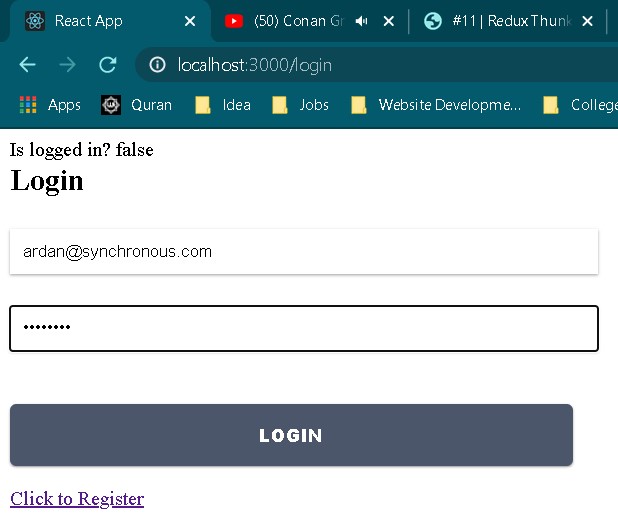 React App
(50) Conan Gr
#11 | Redux Thunk
localhost:3000/login
Apps Quran Idea Jobs Website Developme... College
Is logged in? false
Login
ardan@synchronous.com
••••••••
LOGIN
Click to Register